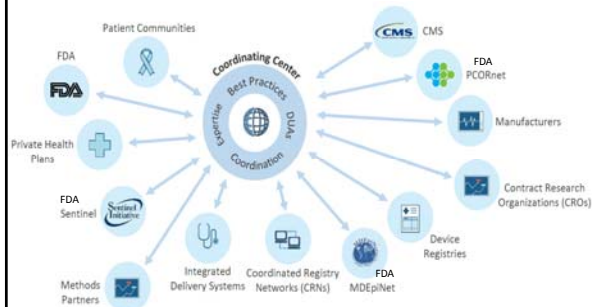 Patient Communities
FDA
FDA
Private Health
Plans
FDA
Sentinel
Sentinel
Initiative
Methods
Partners
Integrated
Delivery Systems
Coordinated Registry
Networks (CRNs)
FDA
MDEpiNet
Device
Registries
Contract Research
Organizations (CROs)
Manufacturers
FDA
PCORnet
CMS
CMS
Coordinating Center
Best Practices
DUAs
Coordination
Expertise